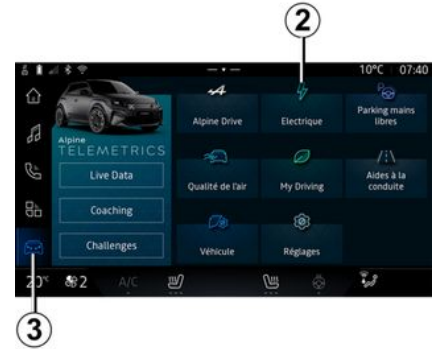 2
10°C 07:40
Alpine
TELEMETRICS
Live Data
Coaching
Challenges
Alpine Drive
Electrique
Parking mains
libres
Qualité de l'air
My Driving
Aides à la
conduite
Véhicule
Réglages
20°C
2
A/C
3